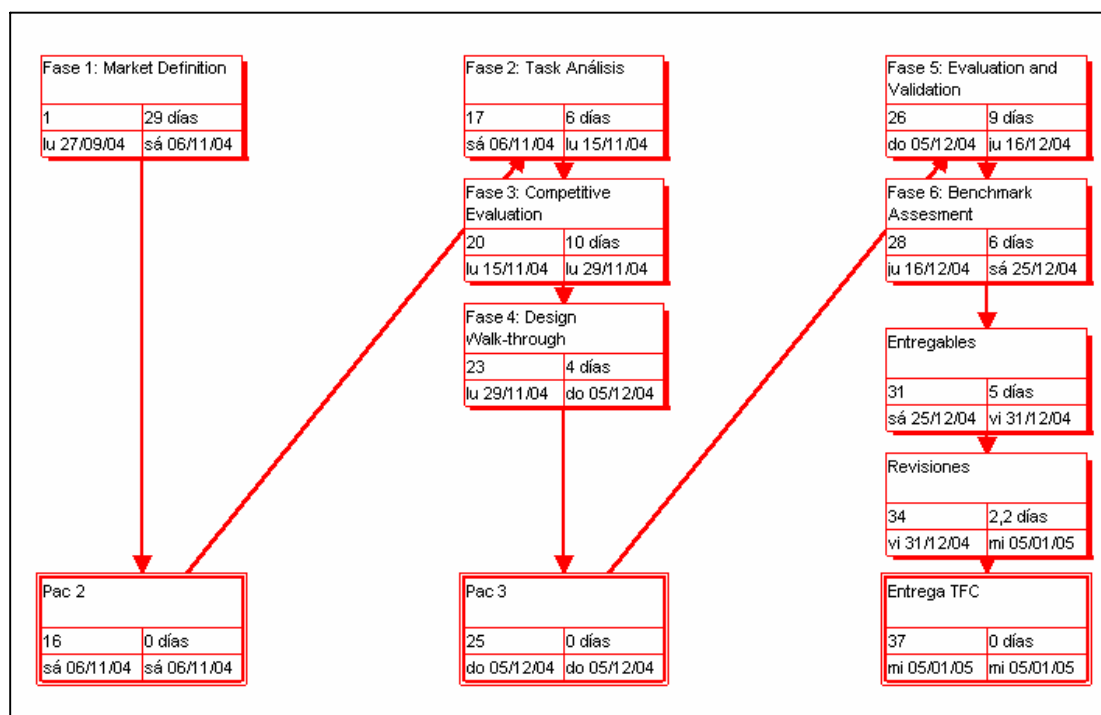 Fase 1: Market Definition
1 29 días
lu 27/09/04 sá 06/11/04
Pac 2
16 0 días
sá 06/11/04 sá 06/11/04
Fase 2: Task Análisis
17 6 días
sá 06/11/04 lu 15/11/04
Fase 3: Competitive
Evaluation
20 10 días
lu 15/11/04 lu 29/11/04
Fase 4: Design
Walk-through
23 4 días
lu 29/11/04 do 05/12/04
Pac 3
25 0 días
do 05/12/04 do 05/12/04
Fase 5: Evaluation and
Validation
26 9 días
do 05/12/04 ju 16/12/04
Fase 6: Benchmark
Assesment
28 6 días
ju 16/12/04 sá 25/12/04
Entregables
31 5 días
sá 25/12/04 vi 31/12/04
Revisiones
34 2,2 días
vi 31/12/04 mi 05/01/05
Entrega TFC
37 0 días
mi 05/01/05 mi 05/01/05